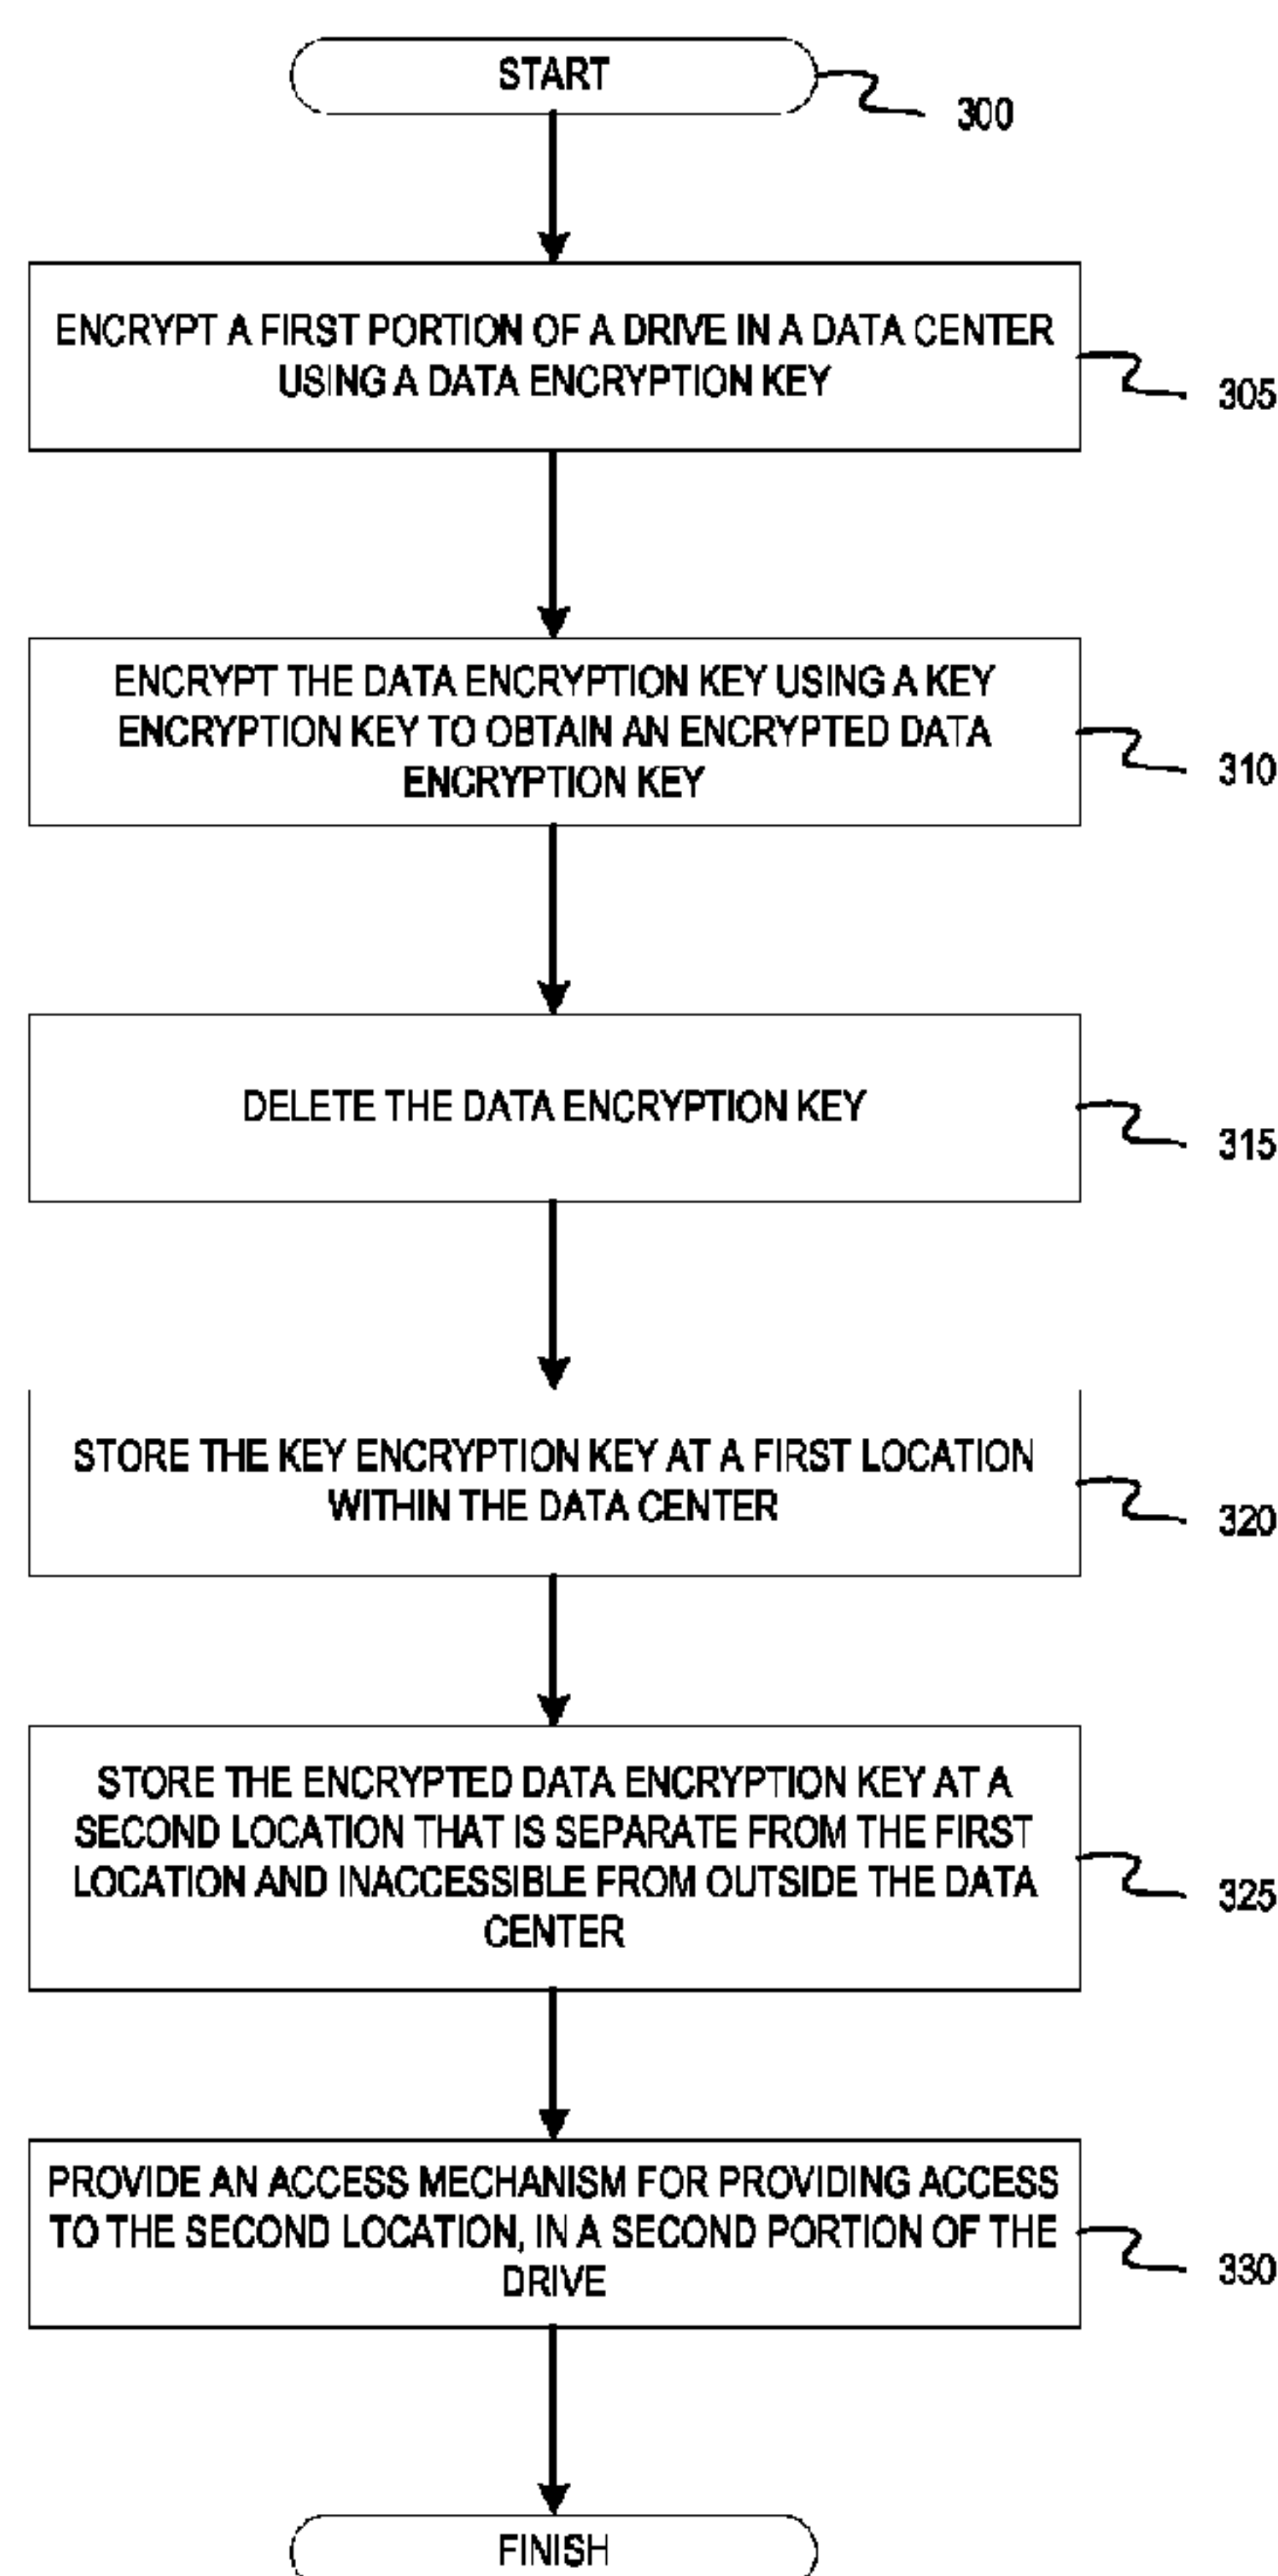 START
300
ENCRYPT A FIRST PORTION OF A DRIVE IN A DATA CENTER
USING A DATA ENCRYPTION KEY
305
ENCRYPT THE DATA ENCRYPTION KEY USING A KEY
ENCRYPTION KEY TO OBTAIN AN ENCRYPTED DATA
ENCRYPTION KEY
310
DELETE THE DATA ENCRYPTION KEY
315
STORE THE KEY ENCRYPTION KEY AT A FIRST LOCATION
WITHIN THE DATA CENTER
320
STORE THE ENCRYPTED DATA ENCRYPTION KEY AT A
SECOND LOCATION THAT IS SEPARATE FROM THE FIRST
LOCATION AND INACCESSIBLE FROM OUTSIDE THE DATA
CENTER
325
PROVIDE AN ACCESS MECHANISM FOR PROVIDING ACCESS
TO THE SECOND LOCATION, IN A SECOND PORTION OF THE
DRIVE
330
FINISH